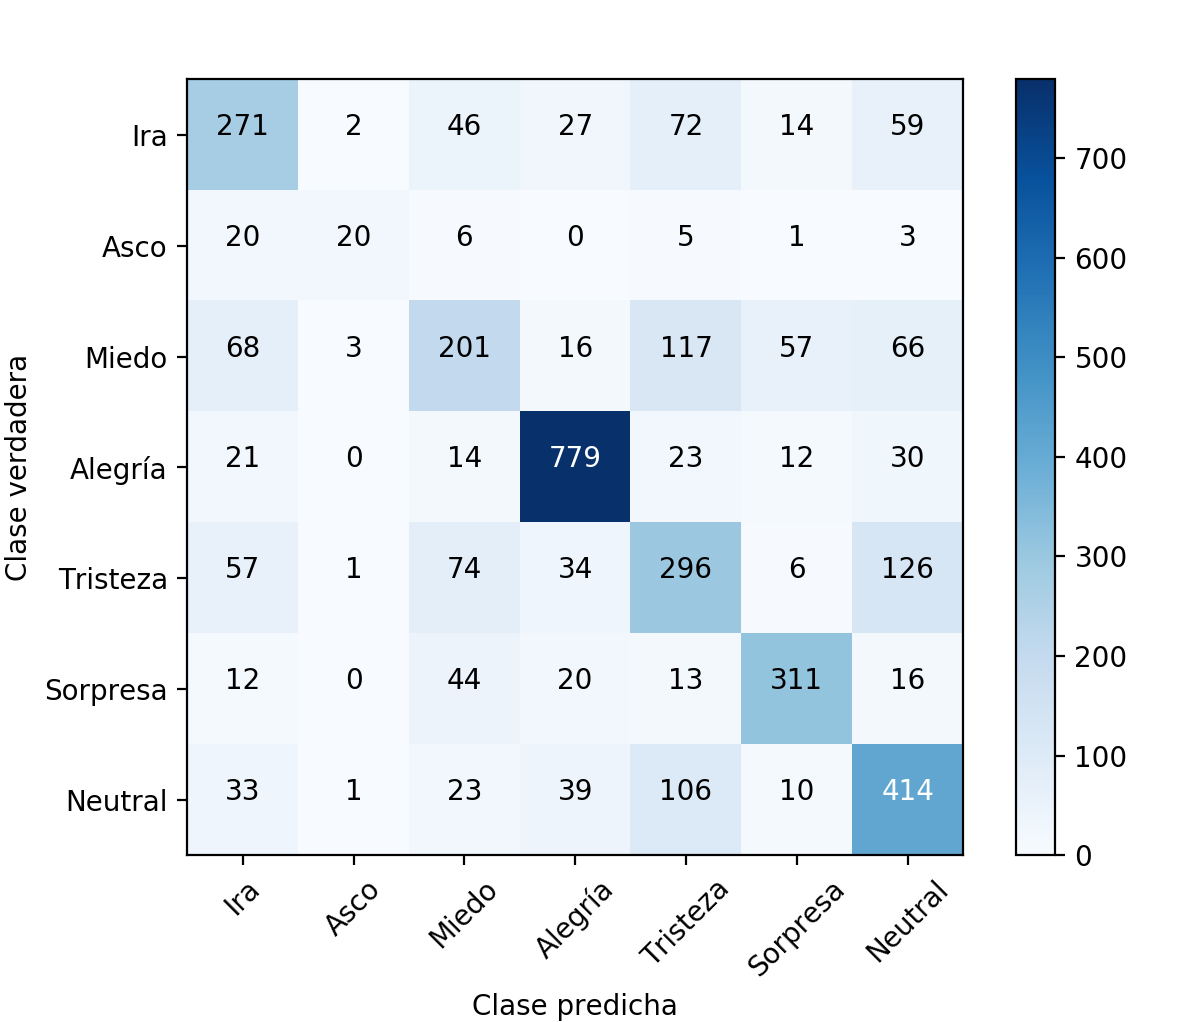 Ira 271 2 46 27 72 14 59
Asco 20 20 6 0 5 1 3
Miedo 68 3 201 16 117 57 66
Alegría 21 0 14 779 23 12 30
Tristeza 57 1 74 34 296 6 126
Sorpresa 12 0 44 20 13 311 16
Neutral 33 1 23 39 106 10 414
Ira Asco Miedo Alegría Tristeza Sorpresa Neutral
Clase predicha
Clase verdadera
700
600
500
400
300
200
100
0